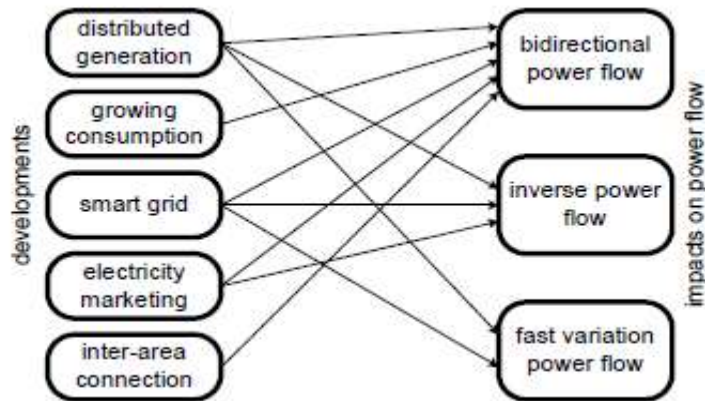 developments
distributed
generation
growing
consumption
smart grid
electricity
marketing
inter-area
connection
bidirectional
power flow
inverse power
flow
fast variation
power flow
impacts on power flow